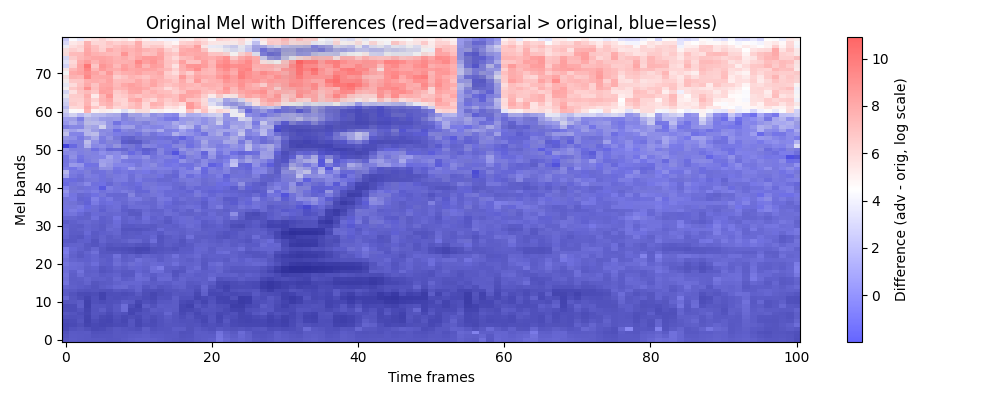 Original Mel with Differences (red=adversarial > original, blue=less)
Mel bands
70
60
50
40
30
20
10
0
0 20 40 60 80 100
Time frames
10
8
6
4
2
0
Difference (adv - orig, log scale)